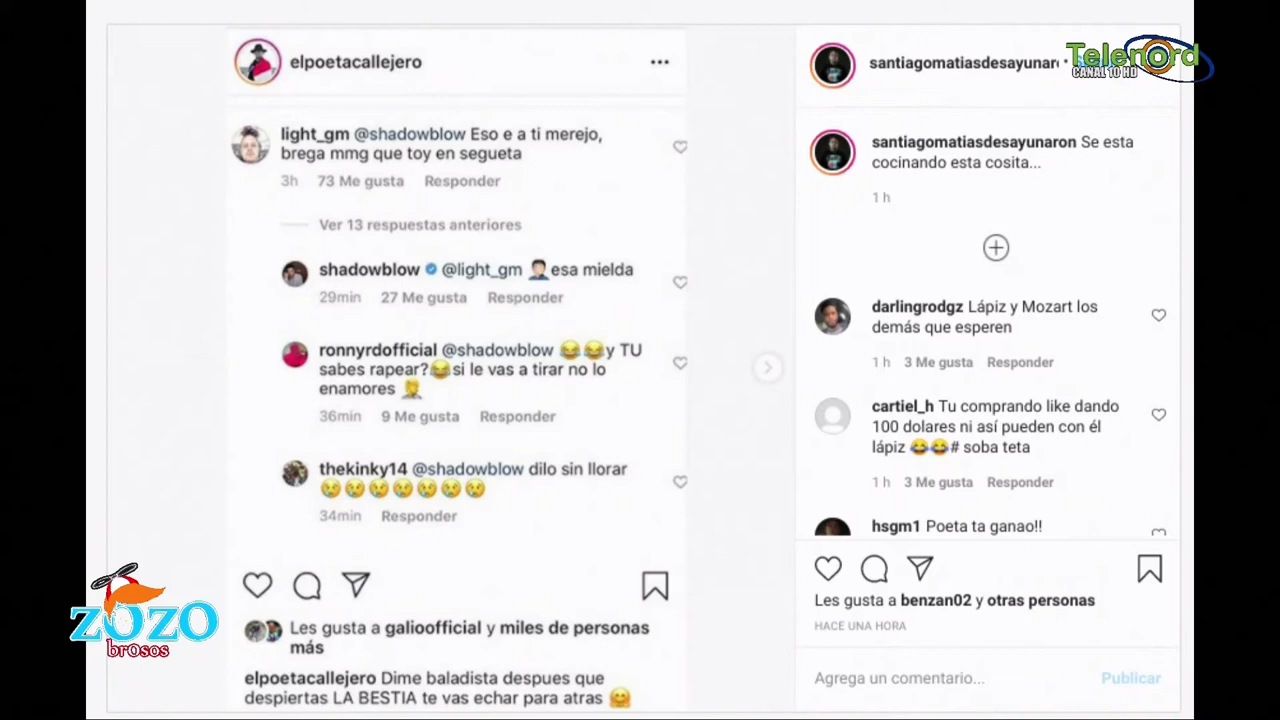 elpoetacallejero
light_gm @shadowblow Eso e a ti merejo,
brega mmg que toy en segueta
3h 73 Me gusta Responder
Ver 13 respuestas anteriores
shadowblow @light_gm 🤦🏻‍♂️esa mielda
29min 27 Me gusta Responder
ronnyrdofficial @shadowblow 😂😂y TU
sabes rapear?😂si le vas a tirar no lo
enamores 🤦‍♂️
36min 9 Me gusta Responder
thekinky14 @shadowblow dilo sin llorar
😢😢😢😢😢😢😢
34min Responder
Les gusta a galioofficial y miles de personas
más
elpoetacallejero Dime baladista despues que
despiertas LA BESTIA te vas echar para atras 🤗
santiagomatiasdesayunaro
Telenord
CANAL 10 HD
santiagomatiasdesayunaron Se esta
cocinando esta cosita...
1 h
darlingrodgz Lápiz y Mozart los
demás que esperen
1 h 3 Me gusta Responder
cartiel_h Tu comprando like dando
100 dolares ni así pueden con él
lápiz 😂😂# soba teta
1 h 3 Me gusta Responder
hsgm1 Poeta ta ganao!!
Les gusta a benzan02 y otras personas
HACE UNA HORA
Agrega un comentario... Publicar
ZOZO
brosos